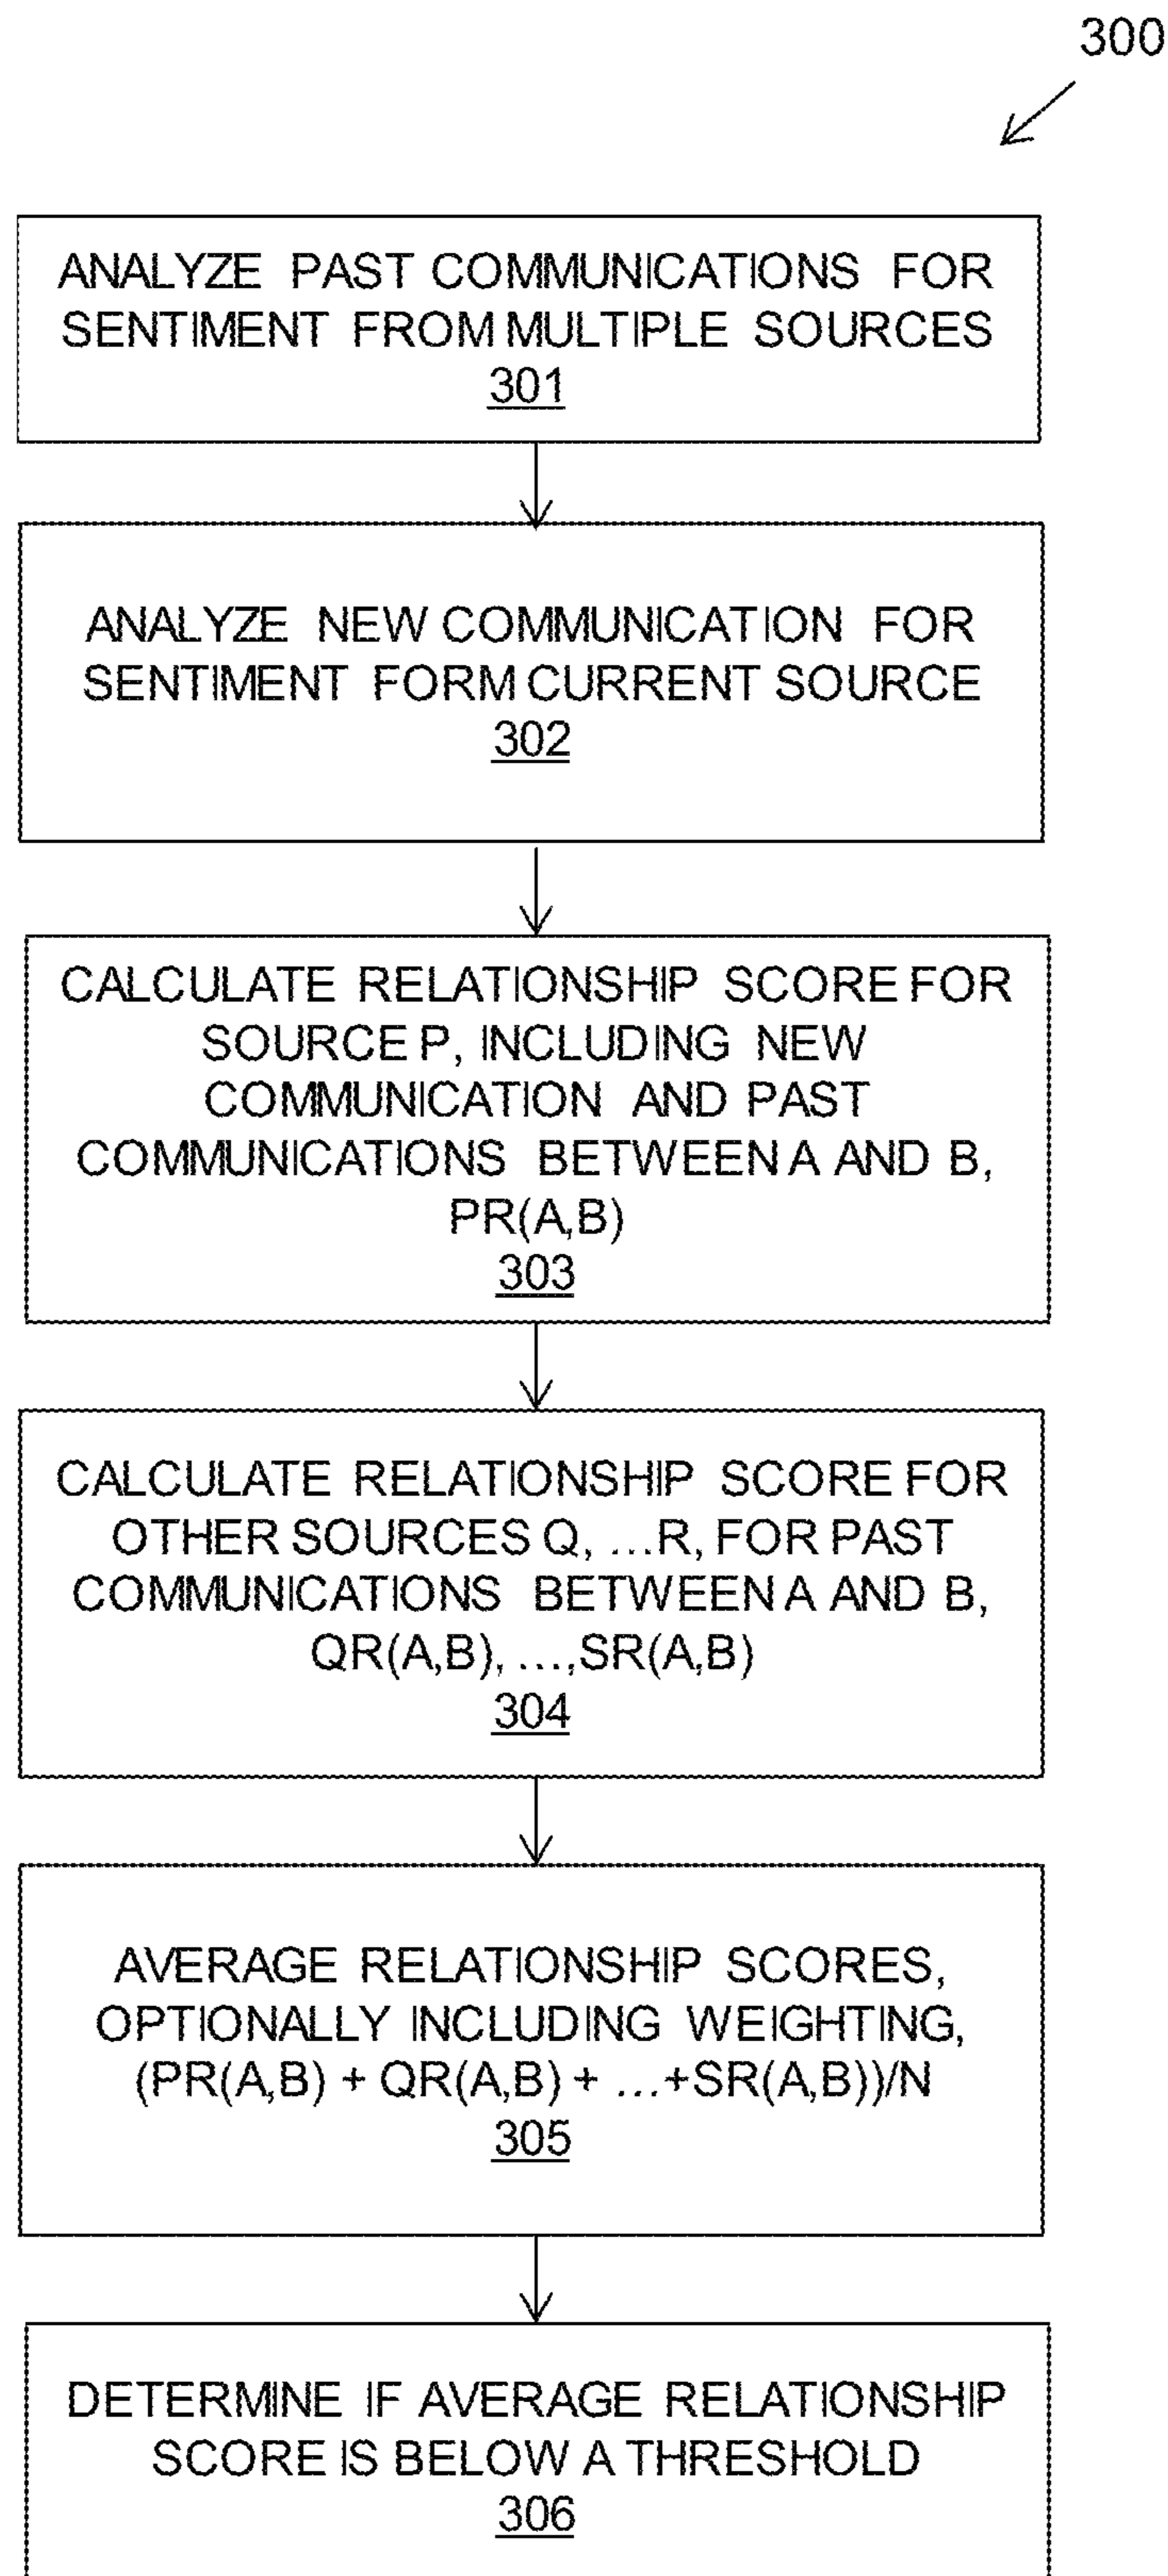 300
ANALYZE PAST COMMUNICATIONS FOR
SENTIMENT FROM MULTIPLE SOURCES
301
ANALYZE NEW COMMUNICATION FOR
SENTIMENT FORM CURRENT SOURCE
302
CALCULATE RELATIONSHIP SCORE FOR
SOURCE P, INCLUDING NEW
COMMUNICATION AND PAST
COMMUNICATIONS BETWEEN A AND B,
PR(A,B)
303
CALCULATE RELATIONSHIP SCORE FOR
OTHER SOURCES Q, ...R, FOR PAST
COMMUNICATIONS BETWEEN A AND B,
QR(A,B), ...,SR(A,B)
304
AVERAGE RELATIONSHIP SCORES,
OPTIONALLY INCLUDING WEIGHTING,
(PR(A,B) + QR(A,B) + ...+SR(A,B))/N
305
DETERMINE IF AVERAGE RELATIONSHIP
SCORE IS BELOW A THRESHOLD
306